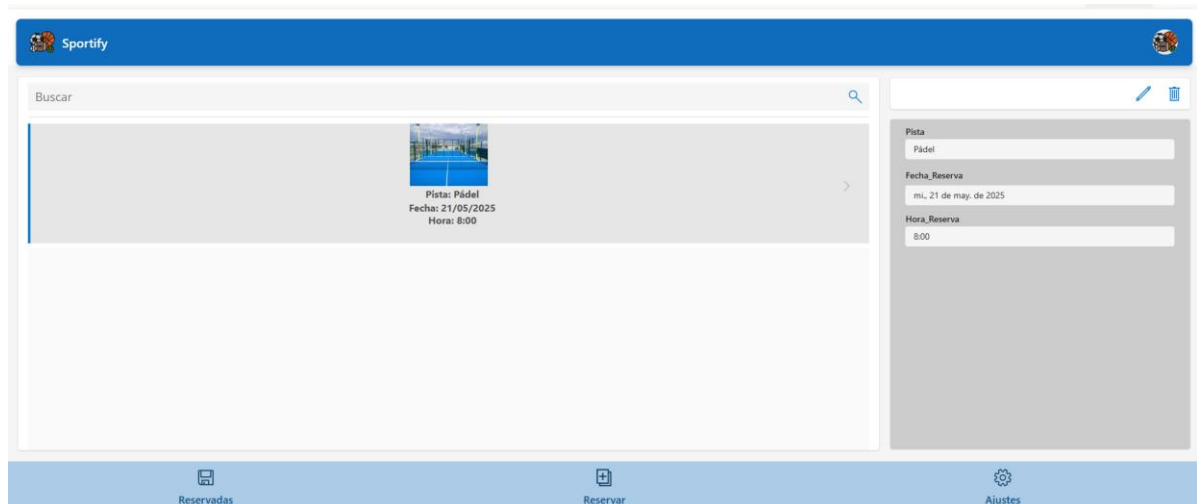 Sportify
Buscar
Pista: Pádel
Fecha: 21/05/2025
Hora: 8:00
Pista
Pádel
Fecha_Reserva
mi., 21 de may. de 2025
Hora_Reserva
8:00
Reservadas
Reservar
Ajustes